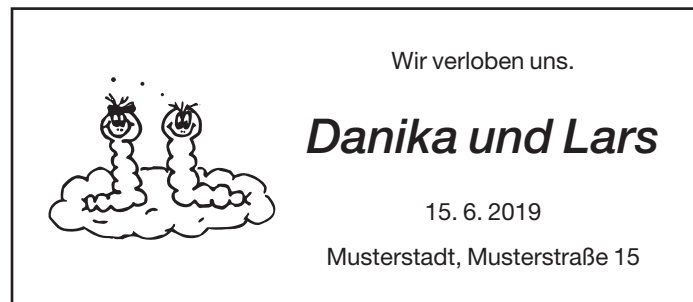 Wir verloben uns.
Danika und Lars
15. 6. 2019
Musterstadt, Musterstraße 15